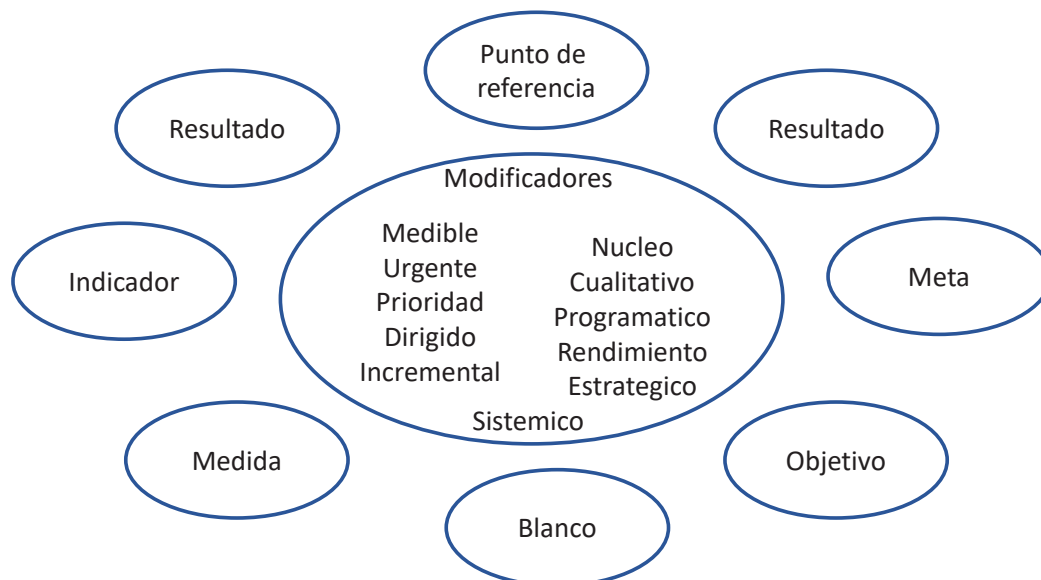 Punto de
referencia
Resultado
Resultado
Modificadores
Medible
Urgente
Prioridad
Dirigido
Incremental
Nucleo
Cualitativo
Programatico
Rendimiento
Estrategico
Sistemico
Indicador
Meta
Medida
Objetivo
Blanco